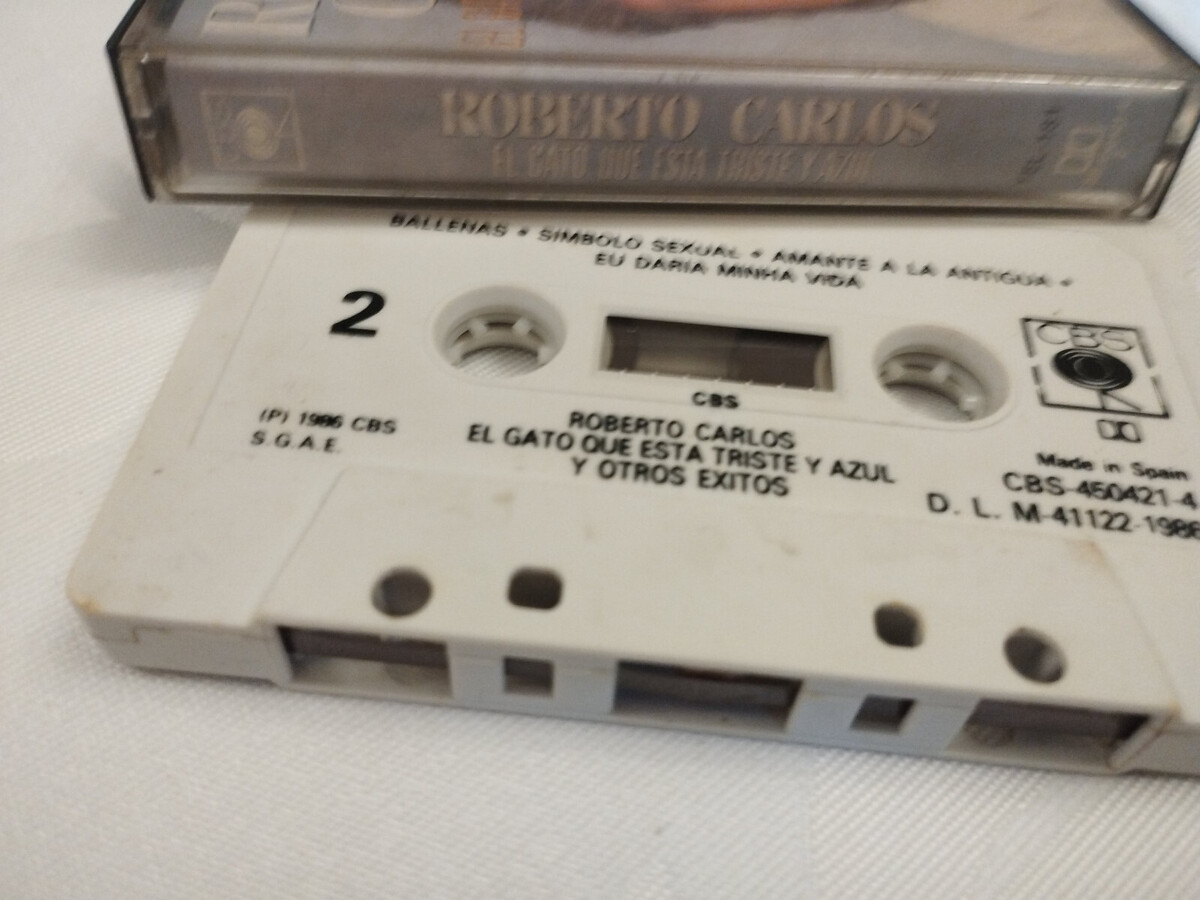 ROBERTO CARLOS
EL GATO QUE ESTA TRISTE Y AZUL
BALLENAS * SIMBOLO SEXUAL * AMANTE A LA ANTIGUA *
EU DARIA MINHA VIDA
2
CBS
CBS
(P) 1986 CBS
S.G.A.E.
ROBERTO CARLOS
EL GATO QUE ESTA TRISTE Y AZUL
Y OTROS EXITOS
Made in Spain
CBS-450421-4
D. L. M-41122-1986